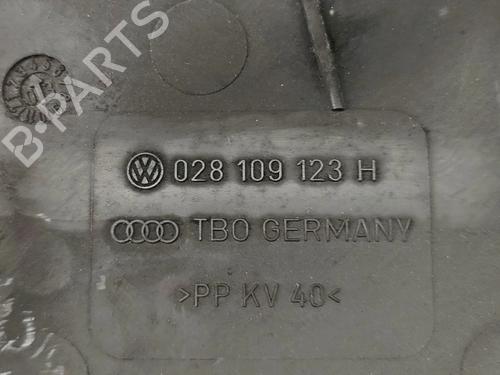 B-PARTS
028 109 123 H
TBO GERMANY
>PP KV 40<